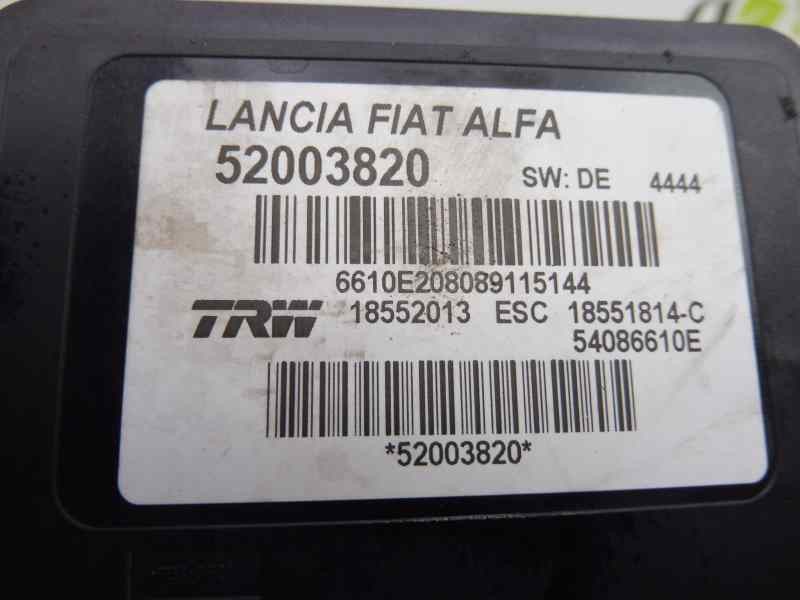 LANCIA FIAT ALFA
52003820 SW: DE 4444
6610E208089115144
TRW 18552013 ESC 18551814-C
54086610E
*52003820*